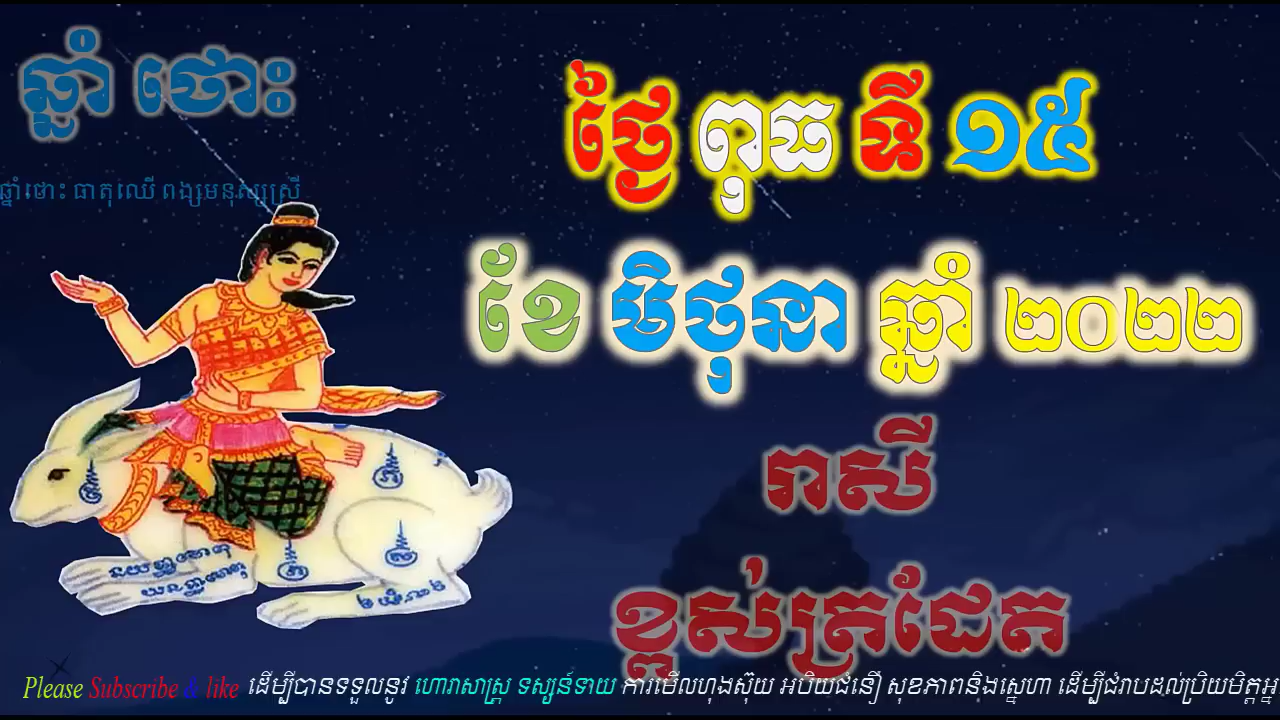 ឆ្នាំ ថោះ
ឆ្នាំថោះ ធាតុឈើ ពង្សមនុស្សស្រី
ថ្ងៃ ពុធ ទី ១៥
ខែ មិថុនា ឆ្នាំ ២០២២
រាសី
ខ្ពស់ត្រដែត
Please Subscribe & like ដើម្បីបានទទួលនូវ ហោរាសាស្ត្រ ទស្សន៍ទាយ ការមើលហុងស៊ុយ អបិយជំនឿ សុខភាពនិងស្នេហា ដើម្បីជំរាបដល់ប្រិយមិត្តអ្ន